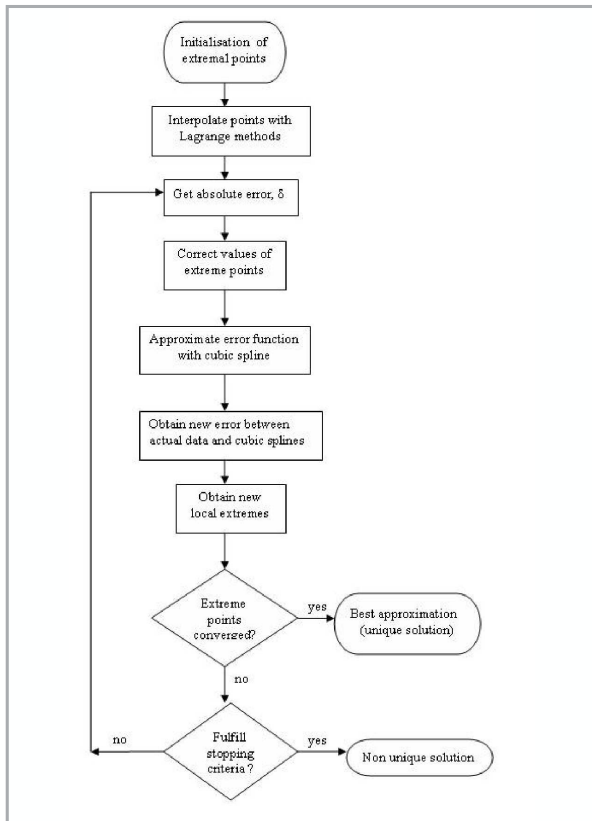 Initialisation of
extremal points
Interpolate points with
Lagrange methods
Get absolute error, δ
Correct values of
extreme points
Approximate error function
with cubic spline
Obtain new error between
actual data and cubic splines
Obtain new
local extremes
Extreme
points
converged?
yes
Best approximation
(unique solution)
no
no
Fulfill
stopping
criteria ?
yes
Non unique solution